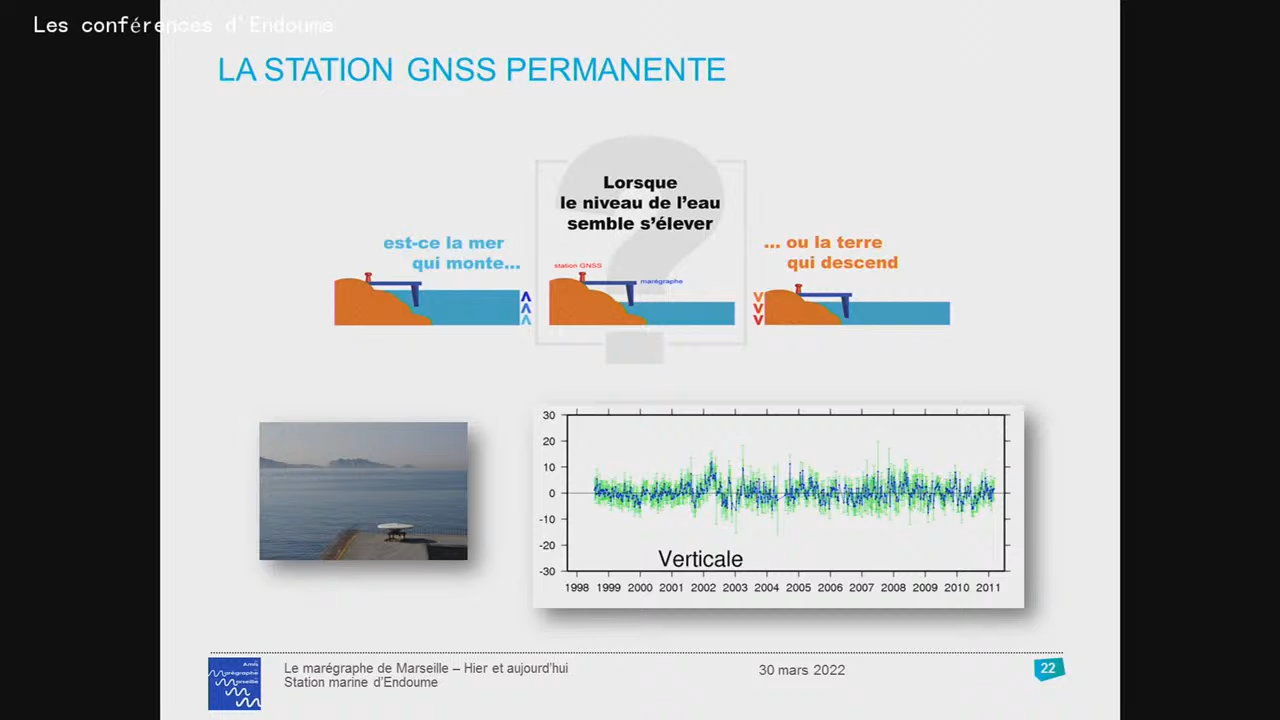 Les conférences d'Endoume
LA STATION GNSS PERMANENTE
Lorsque
le niveau de l'eau
semble s'élever
est-ce la mer
qui monte...
... ou la terre
qui descend
station GNSS
marégraphe
30
20
10
0
-10
-20
-30
Verticale
1998 1999 2000 2001 2002 2003 2004 2005 2006 2007 2008 2009 2010 2011
Amis
marégraphe
Marseille
Le marégraphe de Marseille – Hier et aujourd'hui
Station marine d'Endoume
30 mars 2022
22